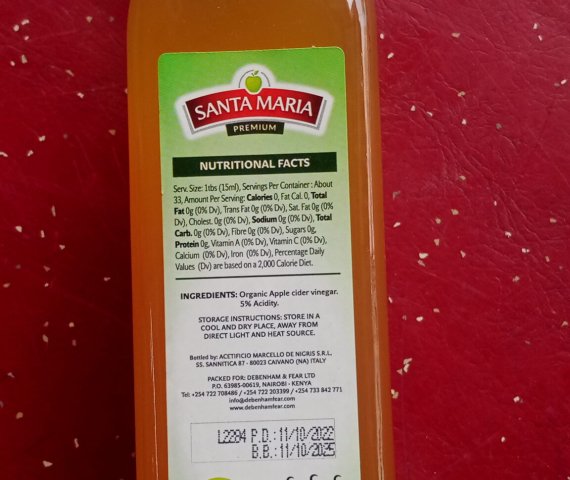 SANTA MARIA
PREMIUM
NUTRITIONAL FACTS
Serv. Size: 1tbs (15ml), Servings Per Container : About
33, Amount Per Serving: Calories 0, Fat Cal. 0, Total
Fat 0g (0% Dv), Trans Fat 0g (0% Dv), Sat. Fat 0g (0%
Dv), Cholest. 0g (0% Dv), Sodium 0g (0% Dv), Total
Carb. 0g (0% Dv), Fibre 0g (0% Dv), Sugars 0g,
Protein 0g, Vitamin A (0% Dv), Vitamin C (0% Dv),
Calcium (0% Dv), Iron (0% Dv), Percentage Daily
Values (Dv) are based on a 2,000 Calorie Diet.
INGREDIENTS: Organic Apple cider vinegar.
5% Acidity.
STORAGE INSTRUCTIONS: STORE IN A
COOL AND DRY PLACE, AWAY FROM
DIRECT LIGHT AND HEAT SOURCE.
Bottled by: ACETIFICIO MARCELLO DE NIGRIS S.R.L,
SS. SANNITICA 87 - 80023 CAIVANO (NA) ITALY
PACKED FOR: DEBENHAM & FEAR LTD
P.O. 63985-00619, NAIROBI - KENYA
Tel: +254 722 708486 / +254 722 203399 / +254 733 842 771
info@debenhamfear.com
www.debenhamfear.com
L2284 P.D.:11/10/2022
B.B.:11/10/2025